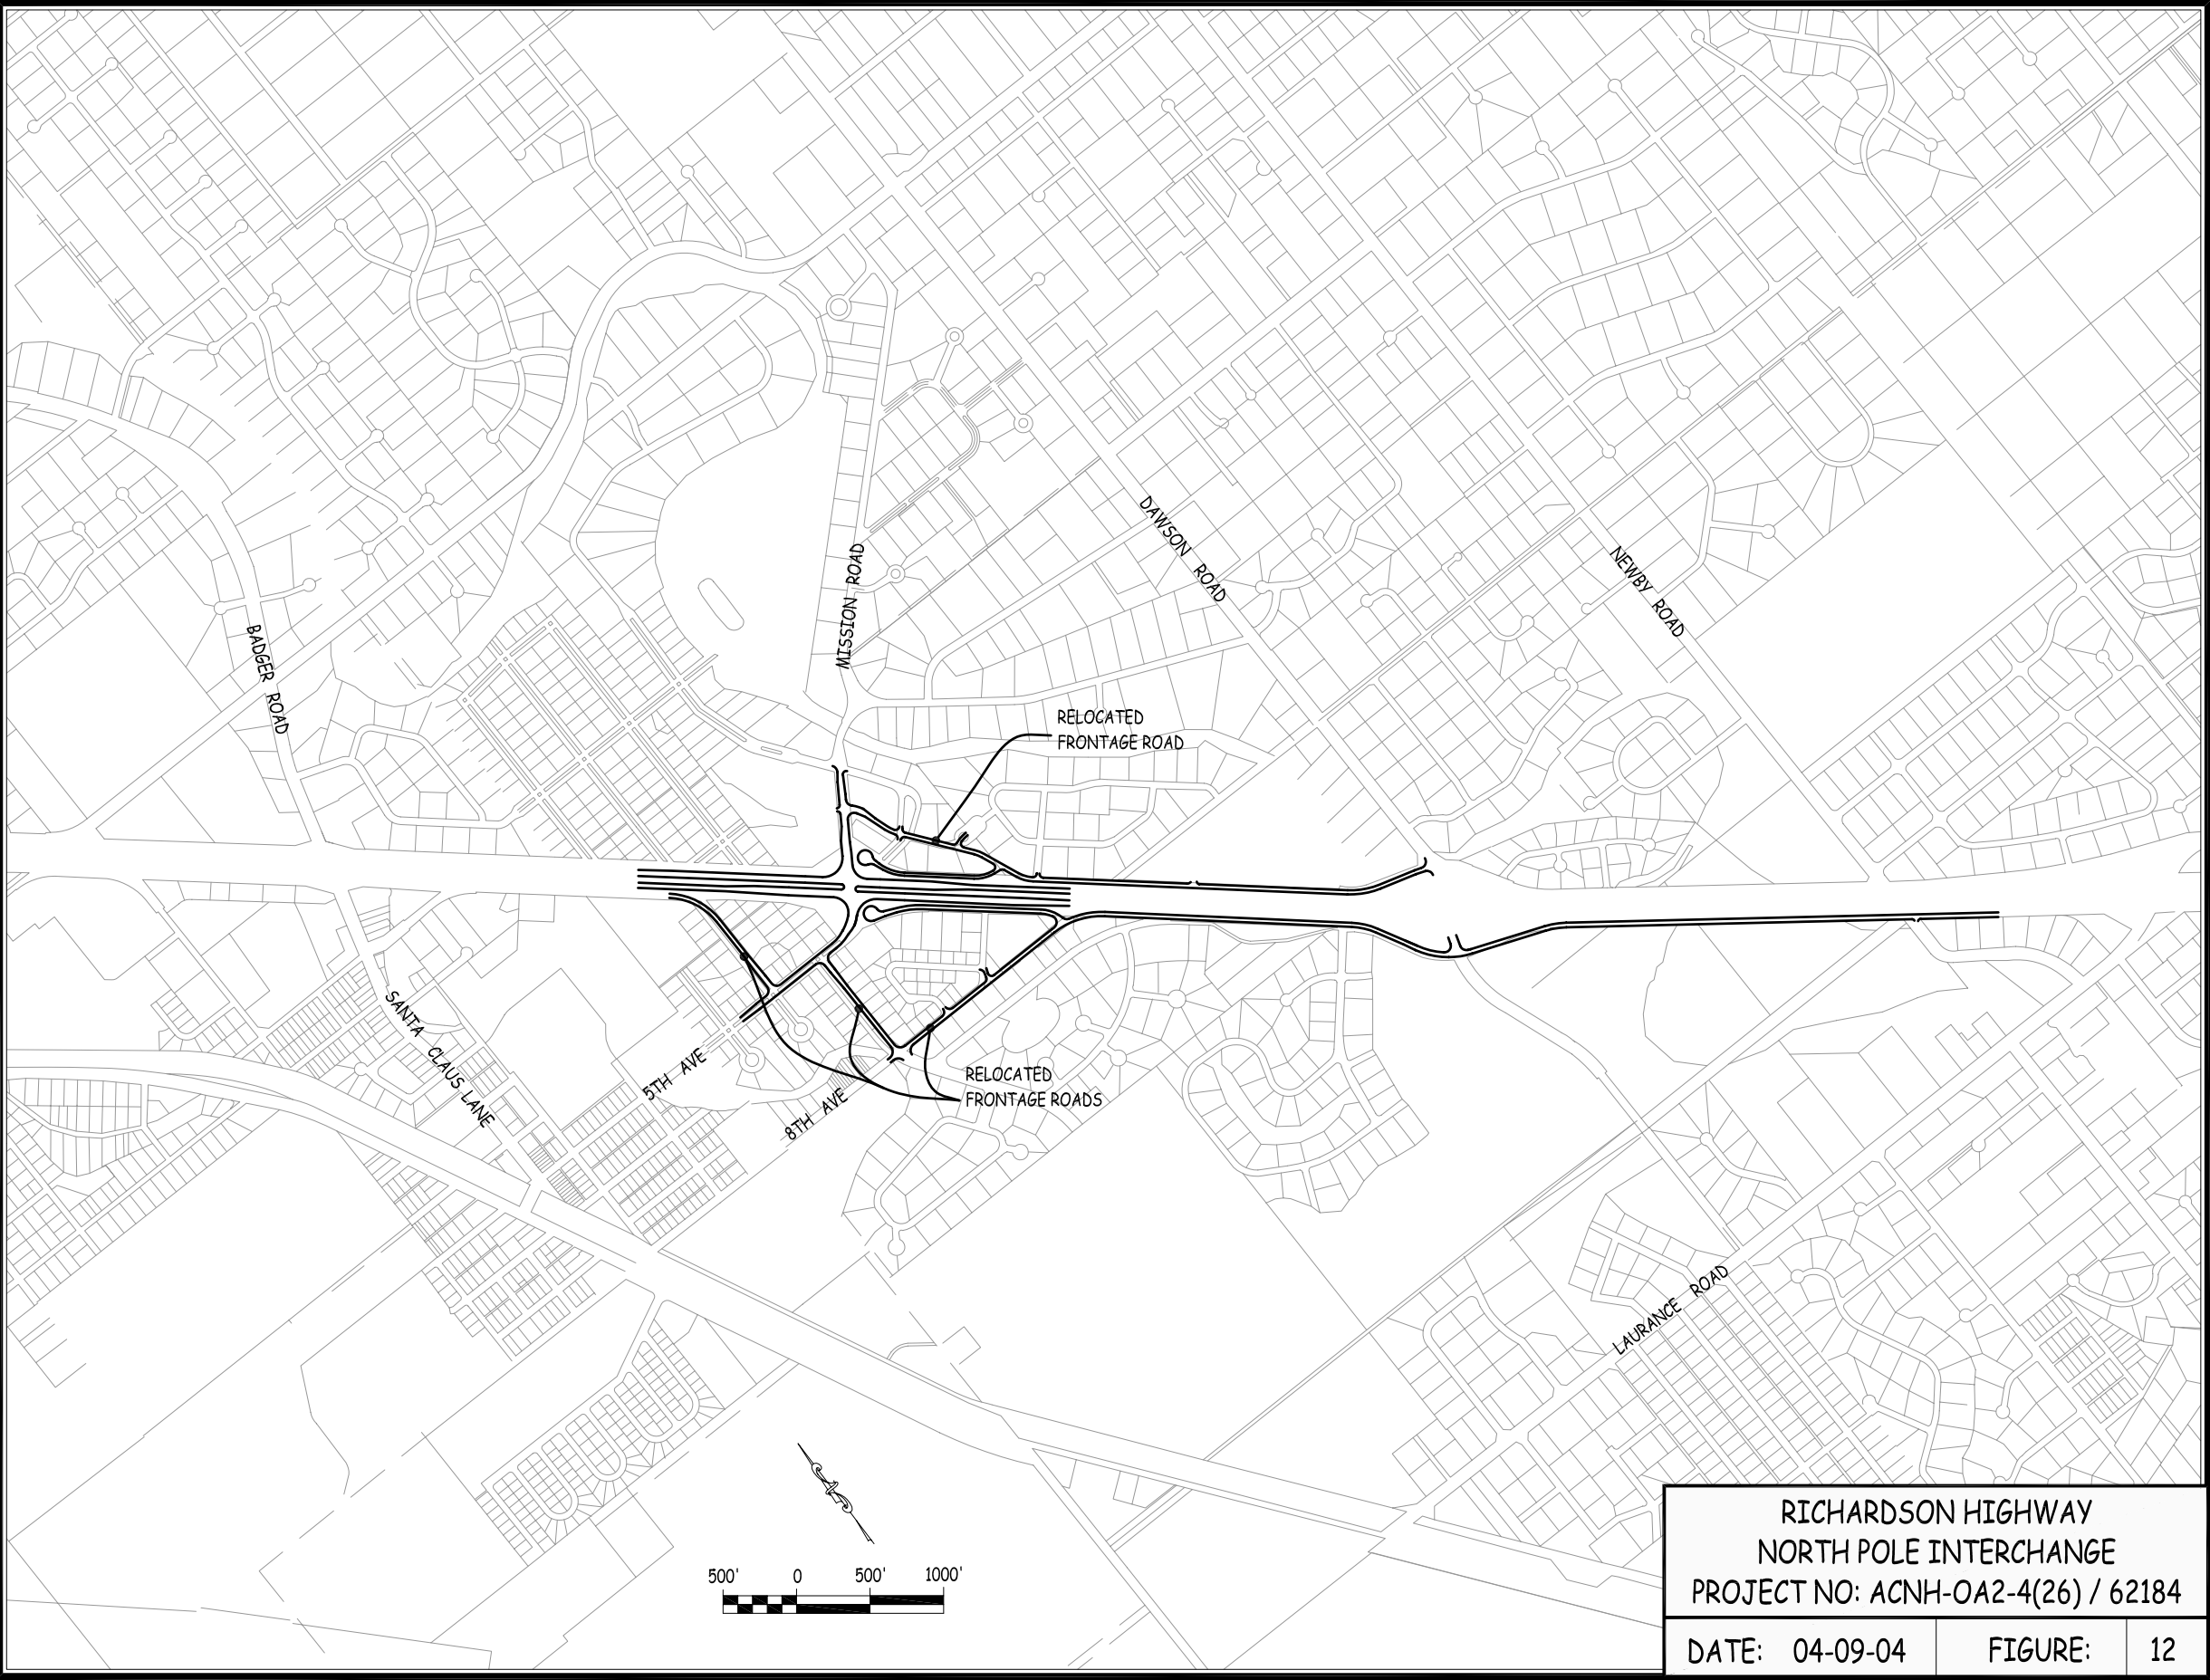 DAWSON ROAD
NEWBY ROAD
MISSION ROAD
BADGER ROAD
RELOCATED
FRONTAGE ROAD
SANTA CLAUS LANE
5TH AVE
8TH AVE
RELOCATED
FRONTAGE ROADS
LAURANCE ROAD
500' 0 500' 1000'
RICHARDSON HIGHWAY
NORTH POLE INTERCHANGE
PROJECT NO: ACNH-OA2-4(26) / 62184
DATE: 04-09-04 FIGURE: 12